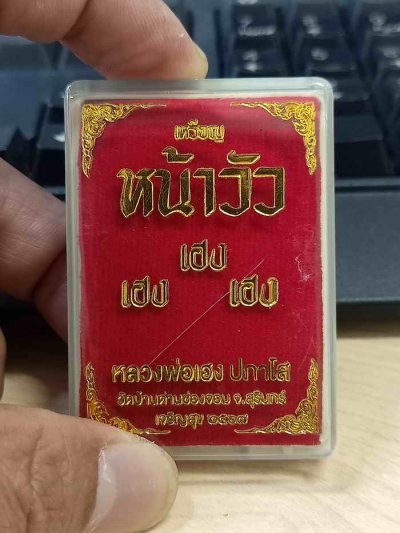 เหรียญ
หน้าวัว
เฮง
เฮง เฮง
หลวงพ่อเฮง ปภาโส
วัดบ้านด่านช่องจอม จ.สุรินทร์
เจริญสุข ๒๕๖๗